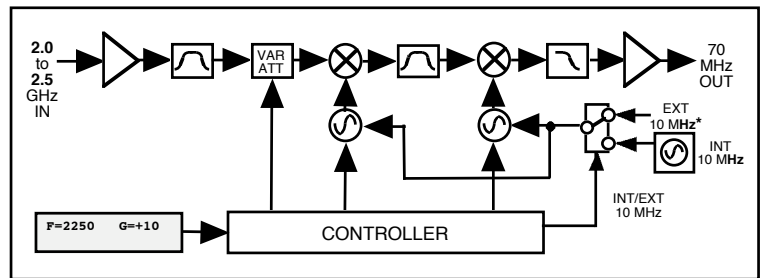 2.0
to
2.5
GHz
IN
VAR
ATT
70
MHz
OUT
EXT
10 MHz*
INT
10 MHz
INT/EXT
10 MHz
F=2250 G=+10
CONTROLLER